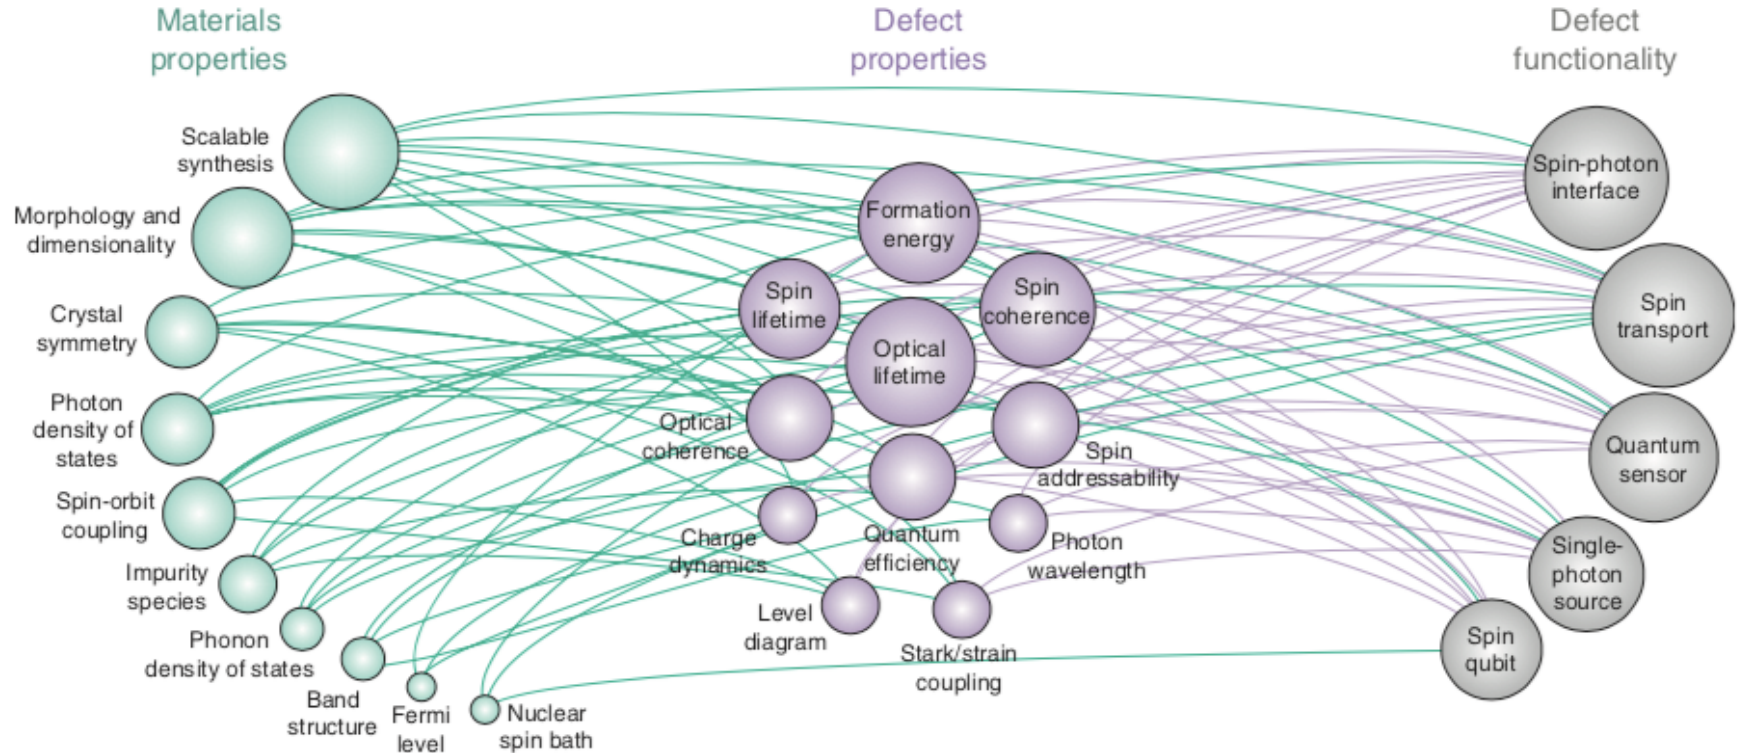 Materials
properties
Defect
properties
Defect
functionality
Scalable
synthesis
Morphology and
dimensionality
Crystal
symmetry
Photon
density of
states
Spin-orbit
coupling
Impurity
species
Phonon
density of states
Band
structure
Fermi
level
Nuclear
spin bath
Formation
energy
Spin
lifetime
Spin
coherence
Optical
lifetime
Optical
coherence
Spin
addressability
Charge
dynamics
Quantum
efficiency
Photon
wavelength
Level
diagram
Stark/strain
coupling
Spin-photon
interface
Spin
transport
Quantum
sensor
Single-
photon
source
Spin
qubit